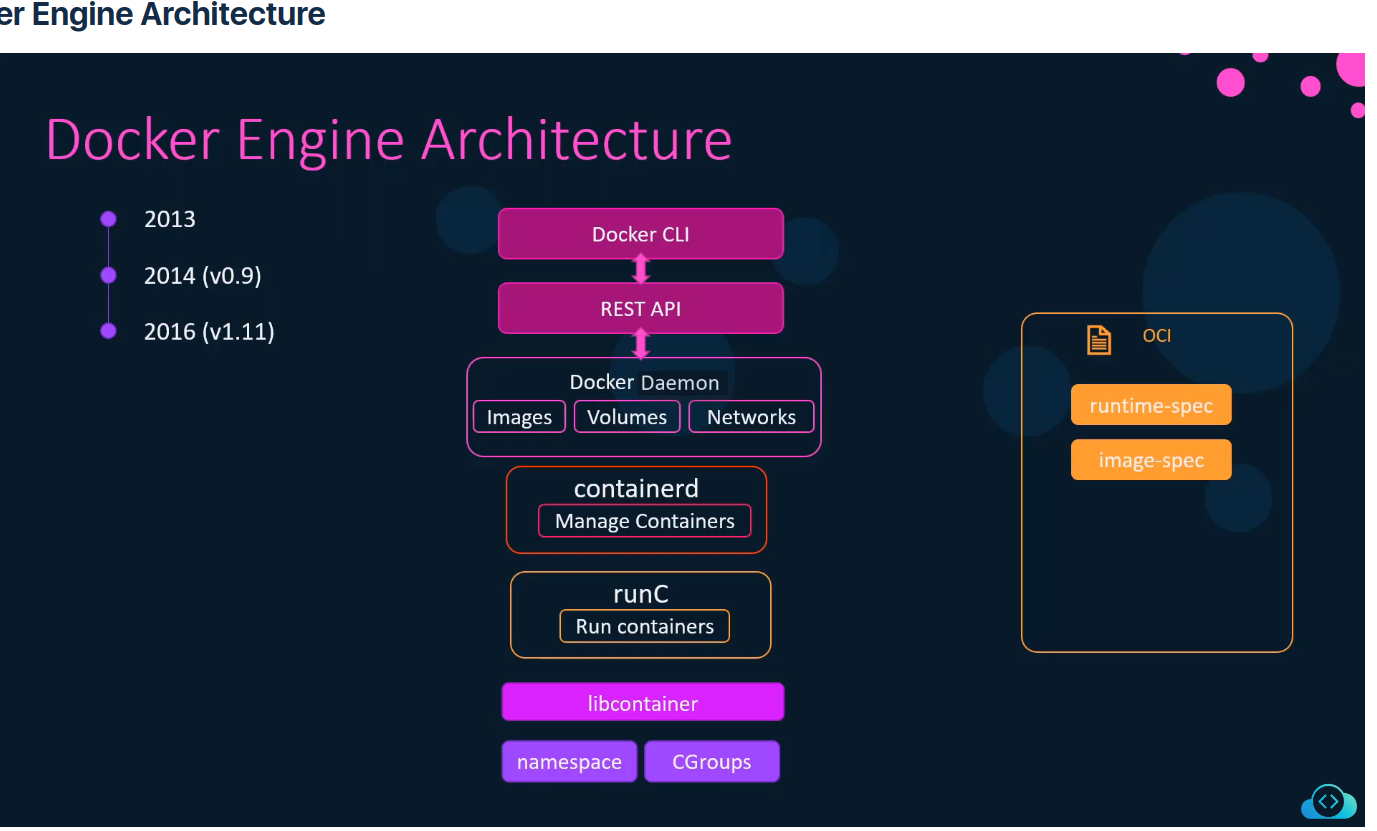 er Engine Architecture
Docker Engine Architecture
2013
2014 (v0.9)
2016 (v1.11)
Docker CLI
REST API
Docker Daemon
Images Volumes Networks
containerd
Manage Containers
runC
Run containers
libcontainer
namespace CGroups
OCI
runtime-spec
image-spec